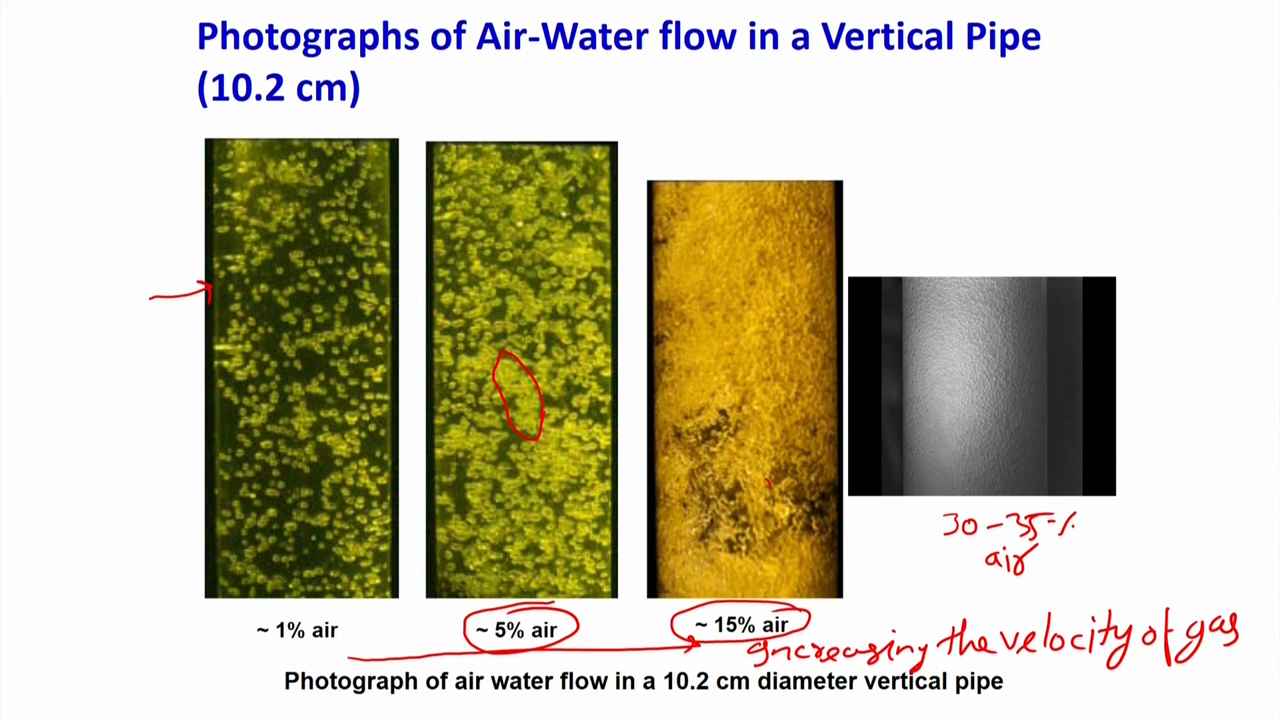 Photographs of Air-Water flow in a Vertical Pipe
(10.2 cm)
30-35%
air
~ 1% air
~ 5% air
~ 15% air
Increasing the velocity of gas
Photograph of air water flow in a 10.2 cm diameter vertical pipe